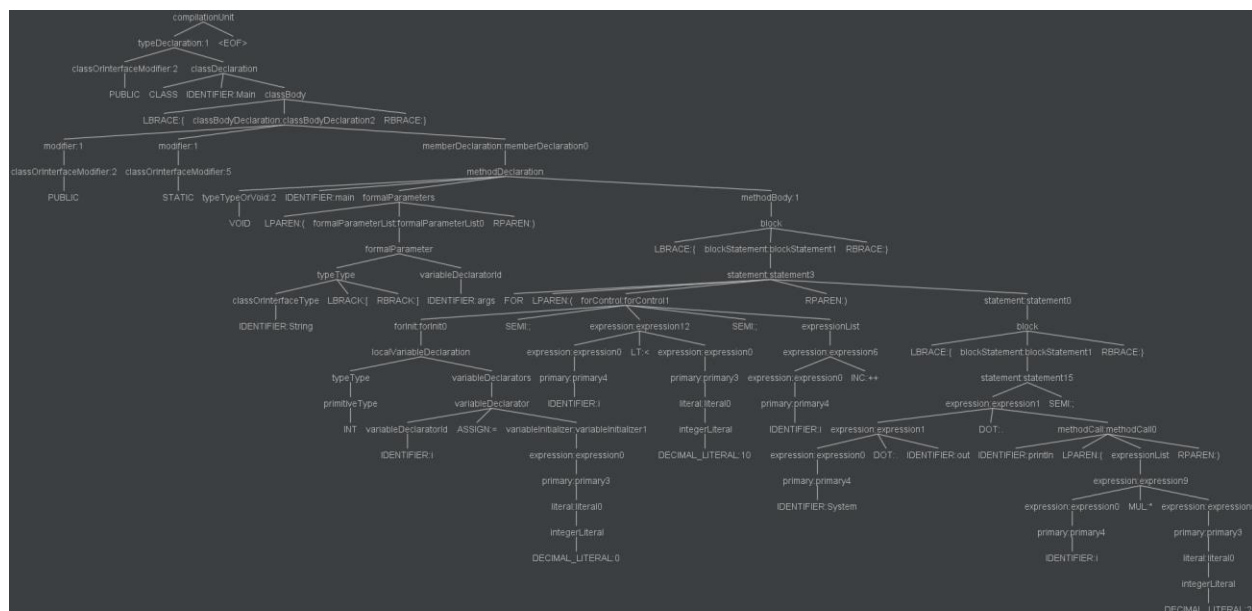 compilationUnit
typeDeclaration:1 <EOF>
classOrInterfaceModifier:2 classDeclaration
PUBLIC CLASS IDENTIFIER:Main classBody
LBRACE:{ classBodyDeclaration:classBodyDeclaration2 RBRACE:}
modifier:1 modifier:1 memberDeclaration:memberDeclaration0
classOrInterfaceModifier:2 classOrInterfaceModifier:5 methodDeclaration
PUBLIC STATIC typeTypeOrVoid:2 IDENTIFIER:main formalParameters methodBody:1
VOID LPAREN:( formalParameterList:formalParameterList0 RPAREN:) block
formalParameter LBRACE:{ blockStatement:blockStatement1 RBRACE:}
typeType variableDeclaratorId statement:statement3
classOrInterfaceType LBRACK:[ RBRACK:] IDENTIFIER:args FOR LPAREN:( forControl:forControl1 RPAREN:) statement:statement0
IDENTIFIER:String forInit:forInit0 SEMI:; expression:expression12 SEMI:; expressionList block
localVariableDeclaration expression:expression0 LT:< expression:expression0 expression:expression6 LBRACE:{ blockStatement:blockStatement1 RBRACE:}
typeType variableDeclarators primary:primary4 primary:primary3 expression:expression0 INC:++ statement:statement15
primitiveType variableDeclarator IDENTIFIER:i literal:literal0 primary:primary4 expression:expression1 SEMI:;
INT variableDeclaratorId ASSIGN:= variableInitializer:variableInitializer1 integerLiteral IDENTIFIER:i expression:expression1 DOT:. methodCall:methodCall0
IDENTIFIER:i expression:expression0 DECIMAL_LITERAL:10 expression:expression0 DOT:. IDENTIFIER:out IDENTIFIER:println LPAREN:( expressionList RPAREN:)
primary:primary3 primary:primary4 expression:expression9
literal:literal0 IDENTIFIER:System expression:expression0 MUL:* expression:expression
integerLiteral primary:primary4 primary:primary3
DECIMAL_LITERAL:0 IDENTIFIER:i literal:literal0
integerLiteral